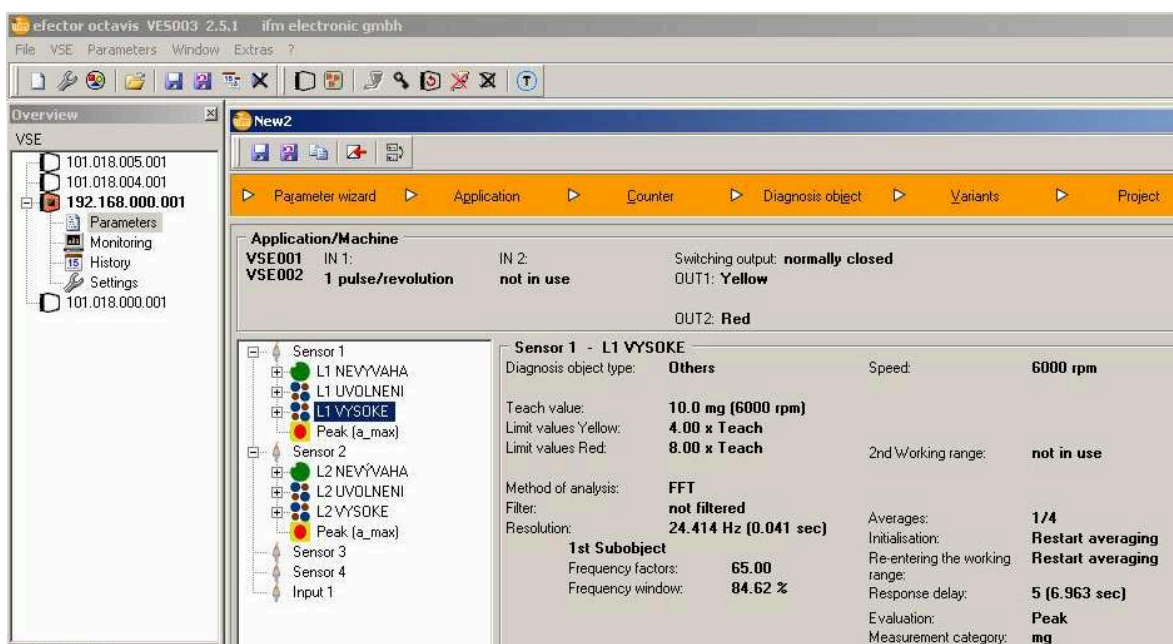 efector octavis VES003 2.5.1 ifm electronic gmbh
File VSE Parameters Window Extras ?
Overview
VSE
101.018.005.001
101.018.004.001
192.168.000.001
Parameters
Monitoring
History
Settings
101.018.000.001
New2
Parameter wizard Application Counter Diagnosis object Variants Project
Application/Machine
VSE001 IN 1: IN 2: Switching output: normally closed
VSE002 1 pulse/revolution not in use OUT1: Yellow
OUT2: Red
Sensor 1
L1 NEVYVAHA
L1 UVOLNENI
L1 VYSOKE
Peak (a_max)
Sensor 2
L2 NEVÝVAHA
L2 UVOLNENI
L2 VYSOKE
Peak (a_max)
Sensor 3
Sensor 4
Input 1
Sensor 1 - L1 VYSOKE
Diagnosis object type: Others Speed: 6000 rpm
Teach value: 10.0 mg (6000 rpm)
Limit values Yellow: 4.00 x Teach
Limit values Red: 8.00 x Teach 2nd Working range: not in use
Method of analysis: FFT
Filter: not filtered
Resolution: 24.414 Hz (0.041 sec)
1st Subobject
Frequency factors: 65.00
Frequency window: 84.62 %
Averages: 1/4
Initialisation: Restart averaging
Re-entering the working range: Restart averaging
Response delay: 5 (6.963 sec)
Evaluation: Peak
Measurement category: mg